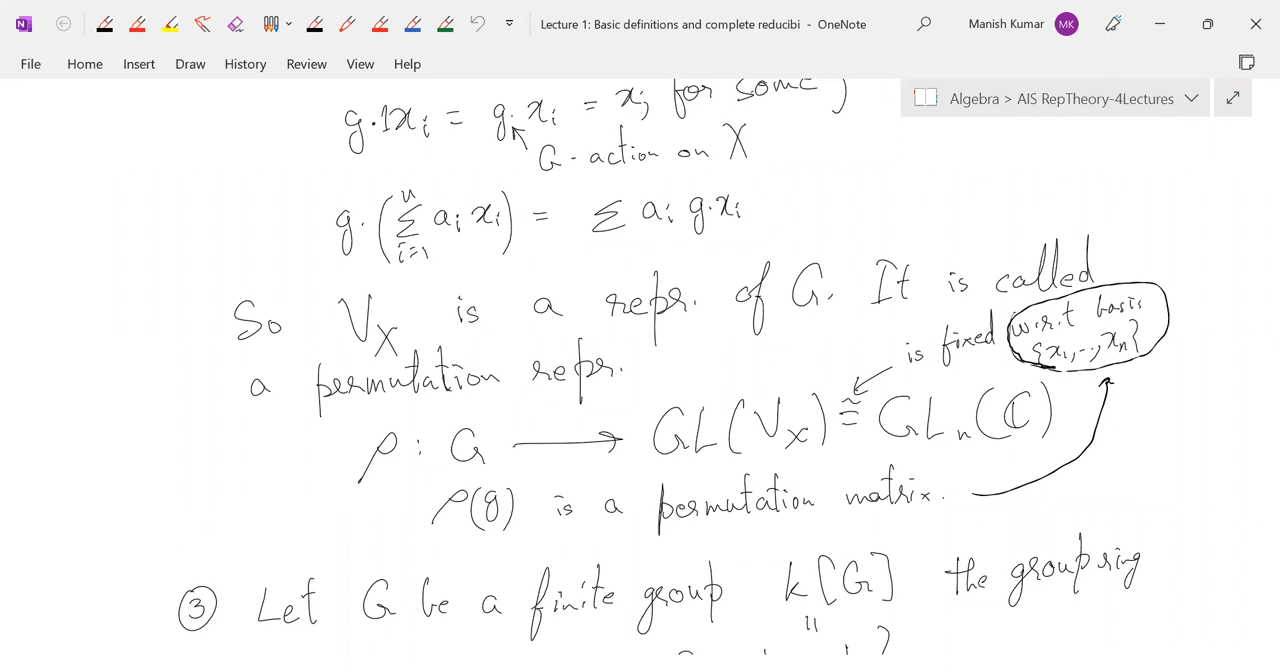 Lecture 1: Basic definitions and complete reducibi - OneNote
Manish Kumar
MK
File Home Insert Draw History Review View Help
Algebra > AIS RepTheory-4Lectures
g.1x_i = g.x_i = x_j for some j
G-action on X
g.(∑_{i=1}^n a_i x_i) = ∑ a_i g.x_i
So V_X is a repr. of G. It is called
a permutation repr.
is fixed w.r.t basis
{x_1,..,x_n}
ρ : G ⟶ GL(V_X) ≅ GL_n(ℂ)
ρ(g) is a permutation matrix.
③ Let G be a finite group k[G] the group ring